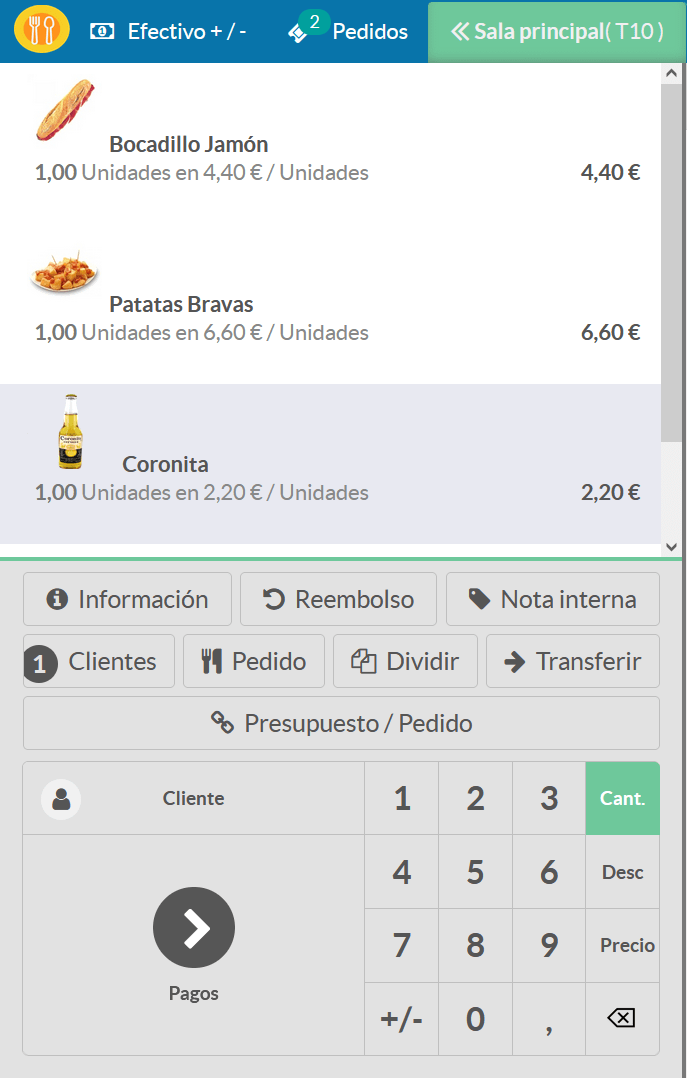 Efectivo + / - 2 Pedidos Sala principal( T10 )
Bocadillo Jamón
1,00 Unidades en 4,40 € / Unidades 4,40 €
Patatas Bravas
1,00 Unidades en 6,60 € / Unidades 6,60 €
Coronita
1,00 Unidades en 2,20 € / Unidades 2,20 €
Información Reembolso Nota interna
1 Clientes Pedido Dividir Transferir
Presupuesto / Pedido
Cliente 1 2 3 Cant.
4 5 6 Desc
7 8 9 Precio
Pagos
+/- 0 ,